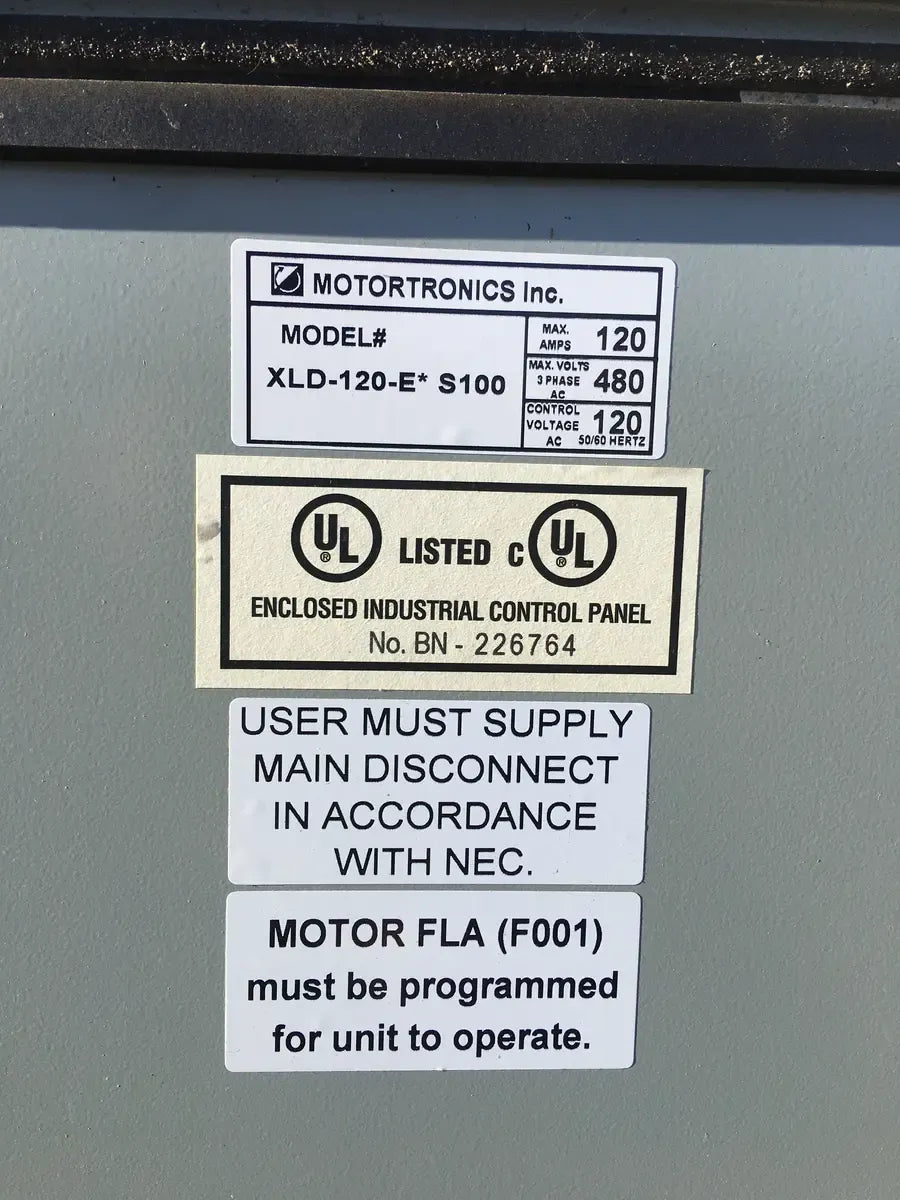 MOTORTRONICS Inc.
MODEL#
XLD-120-E* S100
MAX.
AMPS 120
MAX. VOLTS
3 PHASE 480
AC
CONTROL
VOLTAGE 120
AC 50/60 HERTZ
UL ® LISTED C UL ®
ENCLOSED INDUSTRIAL CONTROL PANEL
No. BN - 226764
USER MUST SUPPLY
MAIN DISCONNECT
IN ACCORDANCE
WITH NEC.
MOTOR FLA (F001)
must be programmed
for unit to operate.